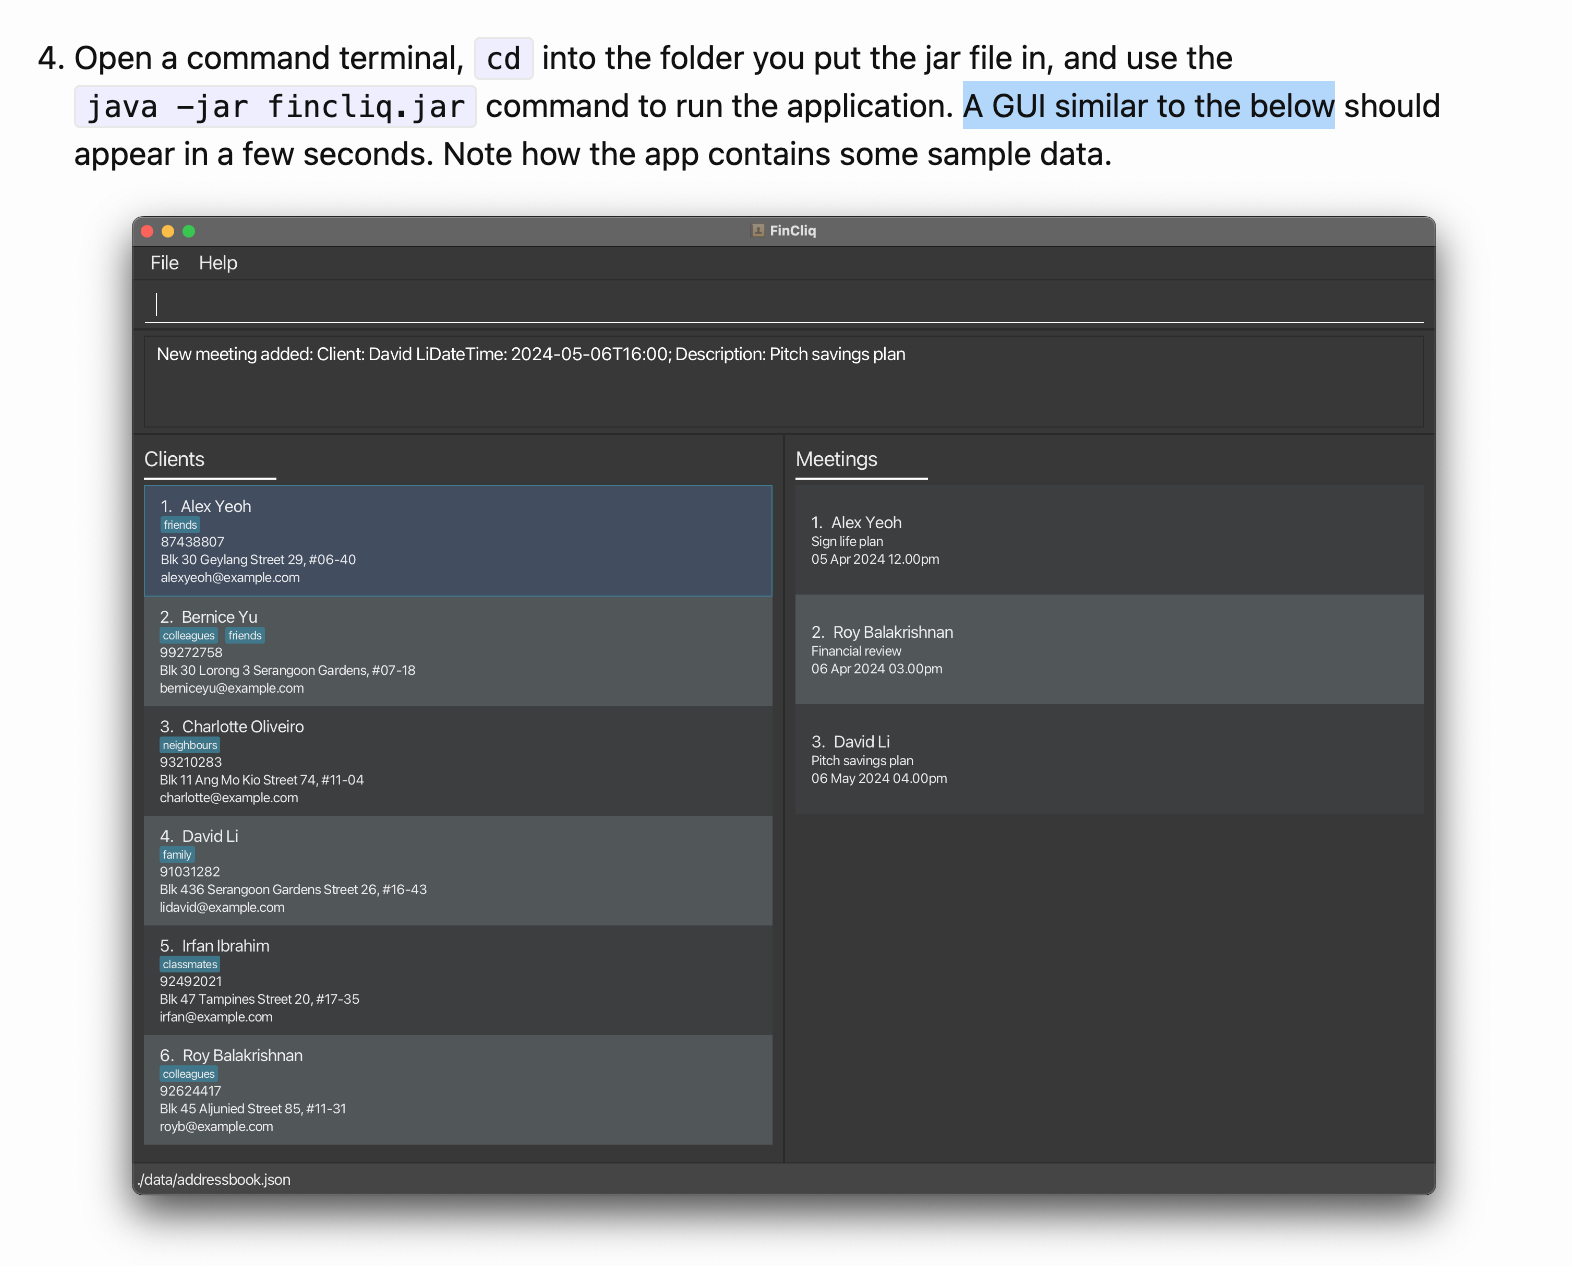 4. Open a command terminal, cd into the folder you put the jar file in, and use the
java -jar fincliq.jar command to run the application. A GUI similar to the below should
appear in a few seconds. Note how the app contains some sample data.
FinCliq
File Help
New meeting added: Client: David LiDateTime: 2024-05-06T16:00; Description: Pitch savings plan
Clients
1. Alex Yeoh
friends
87438807
Blk 30 Geylang Street 29, #06-40
alexyeoh@example.com
2. Bernice Yu
colleagues friends
99272758
Blk 30 Lorong 3 Serangoon Gardens, #07-18
berniceyu@example.com
3. Charlotte Oliveiro
neighbours
93210283
Blk 11 Ang Mo Kio Street 74, #11-04
charlotte@example.com
4. David Li
family
91031282
Blk 436 Serangoon Gardens Street 26, #16-43
lidavid@example.com
5. Irfan Ibrahim
classmates
92492021
Blk 47 Tampines Street 20, #17-35
irfan@example.com
6. Roy Balakrishnan
colleagues
92624417
Blk 45 Aljunied Street 85, #11-31
royb@example.com
Meetings
1. Alex Yeoh
Sign life plan
05 Apr 2024 12.00pm
2. Roy Balakrishnan
Financial review
06 Apr 2024 03.00pm
3. David Li
Pitch savings plan
06 May 2024 04.00pm
./data/addressbook.json